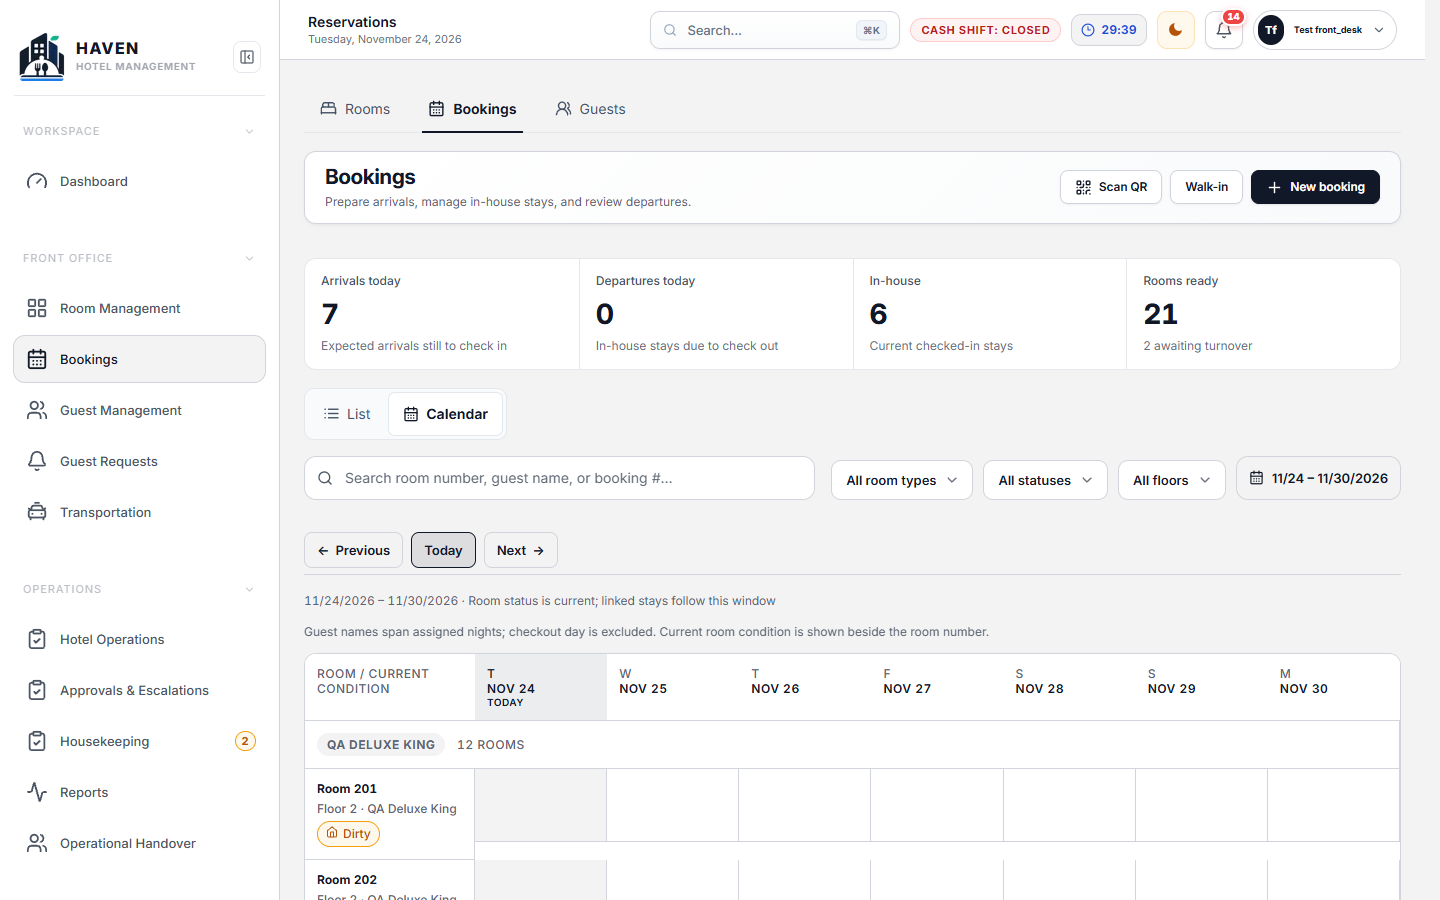 HAVEN
HOTEL MANAGEMENT
WORKSPACE
Dashboard
FRONT OFFICE
Room Management
Bookings
Guest Management
Guest Requests
Transportation
OPERATIONS
Hotel Operations
Approvals & Escalations
Housekeeping
2
Reports
Operational Handover
Reservations
Tuesday, November 24, 2026
Search...
⌘K
CASH SHIFT: CLOSED
29:39
14
Tf
Test front_desk
Rooms
Bookings
Guests
Bookings
Prepare arrivals, manage in-house stays, and review departures.
Scan QR
Walk-in
New booking
Arrivals today
7
Expected arrivals still to check in
Departures today
0
In-house stays due to check out
In-house
6
Current checked-in stays
Rooms ready
21
2 awaiting turnover
List
Calendar
Search room number, guest name, or booking #...
All room types
All statuses
All floors
11/24 – 11/30/2026
← Previous
Today
Next →
11/24/2026 – 11/30/2026 · Room status is current; linked stays follow this window
Guest names span assigned nights; checkout day is excluded. Current room condition is shown beside the room number.
ROOM / CURRENT
CONDITION
T
NOV 24
TODAY
W
NOV 25
T
NOV 26
F
NOV 27
S
NOV 28
S
NOV 29
M
NOV 30
QA DELUXE KING
12 ROOMS
Room 201
Floor 2 · QA Deluxe King
Dirty
Room 202
Floor 2 · QA Deluxe King